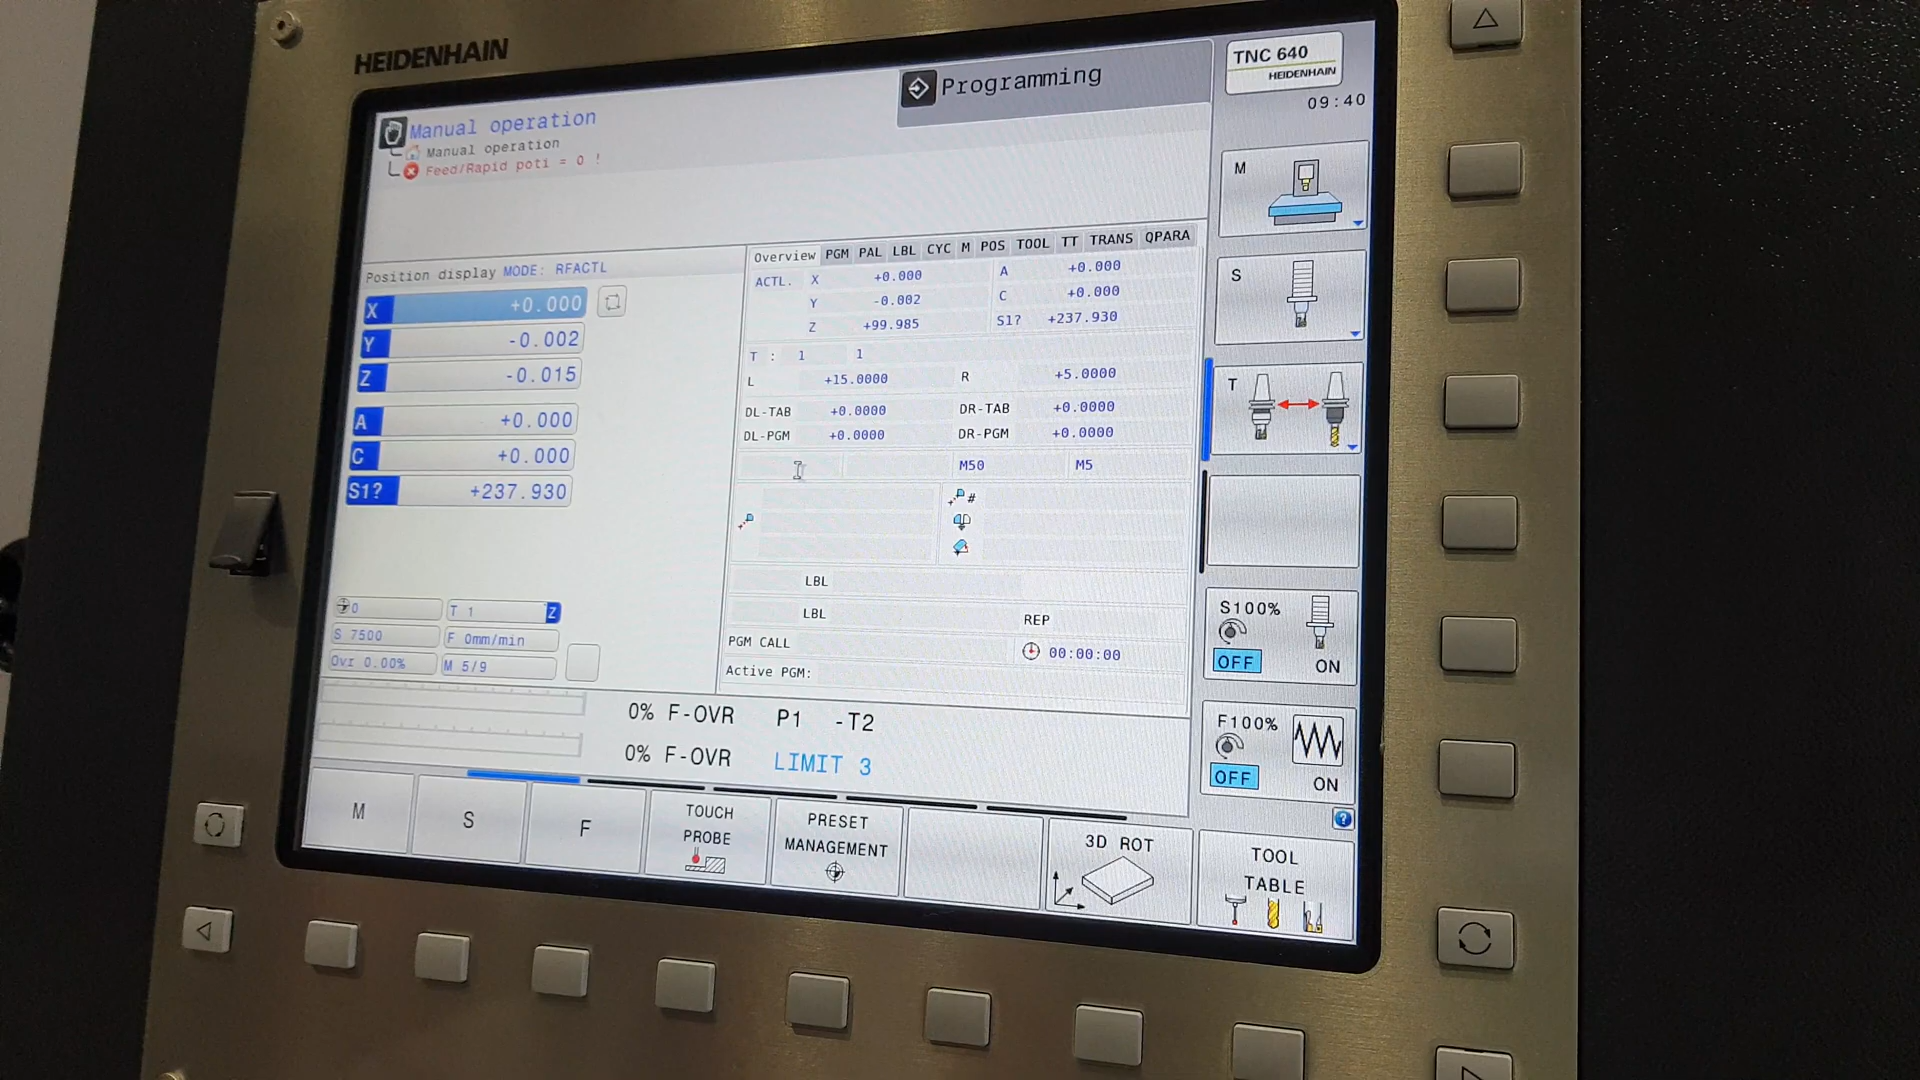 HEIDENHAIN
Manual operation
Manual operation
Feed/Rapid poti = 0 !
Programming
TNC 640
HEIDENHAIN
09:40
Position display MODE: RFACTL
X +0.000
Y -0.002
Z -0.015
A +0.000
C +0.000
S1? +237.930
0
T 1 Z
S 7500
F 0mm/min
Ovr 0.00%
M 5/9
Overview PGM PAL LBL CYC M POS TOOL TT TRANS QPARA
ACTL. X +0.000 A +0.000
Y -0.002 C +0.000
Z +99.985 S1? +237.930
T : 1 1
L +15.0000 R +5.0000
DL-TAB +0.0000 DR-TAB +0.0000
DL-PGM +0.0000 DR-PGM +0.0000
M50 M5
#
LBL
LBL REP
PGM CALL 00:00:00
Active PGM:
0% F-OVR P1 -T2
0% F-OVR LIMIT 3
M
S
T
S100%
OFF ON
F100%
OFF ON
?
M
S
F
TOUCH
PROBE
PRESET
MANAGEMENT
3D ROT
TOOL
TABLE